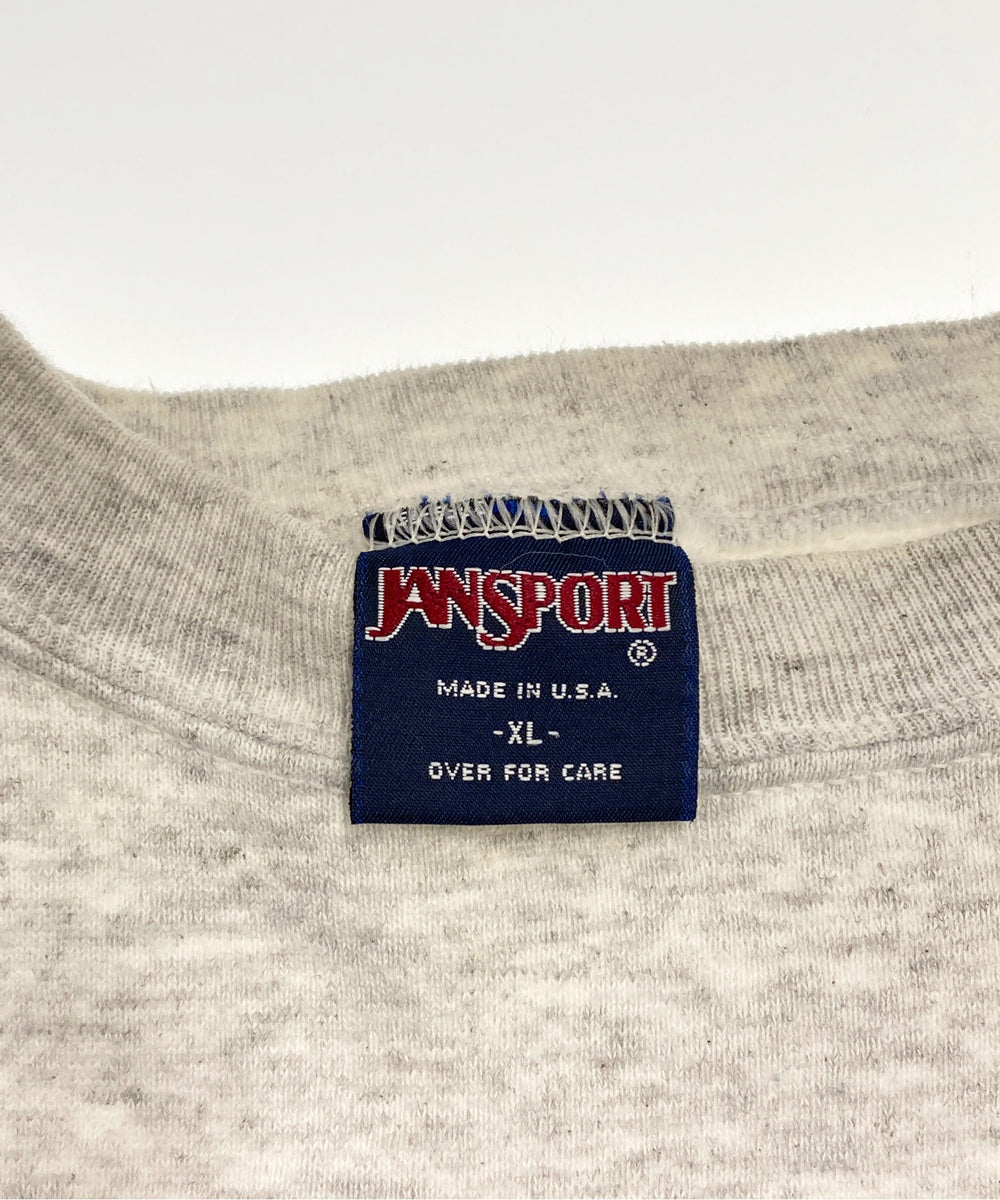 JANSPORT
®
MADE IN U.S.A.
-XL-
OVER FOR CARE